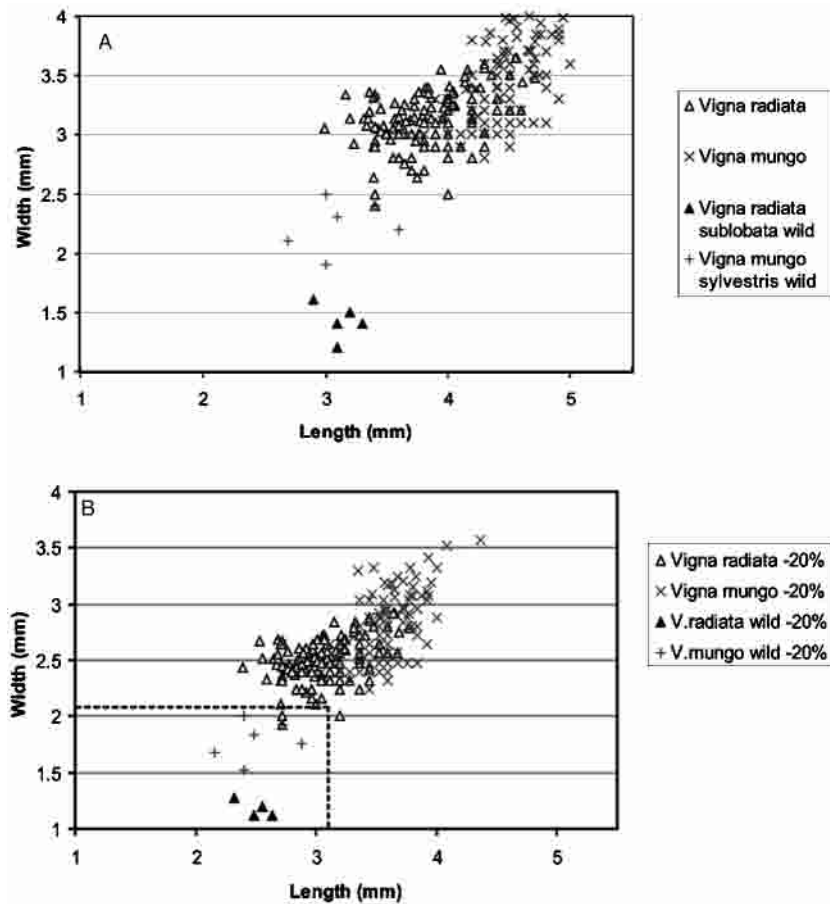 A
4
3.5
3
2.5
2
1.5
1
Width (mm)
1 2 3 4 5
Length (mm)
Vigna radiata
Vigna mungo
Vigna radiata
sublobata wild
Vigna mungo
sylvestris wild
B
4
3.5
3
2.5
2
1.5
1
Width (mm)
1 2 3 4 5
Length (mm)
Vigna radiata -20%
Vigna mungo -20%
V.radiata wild -20%
V.mungo wild -20%